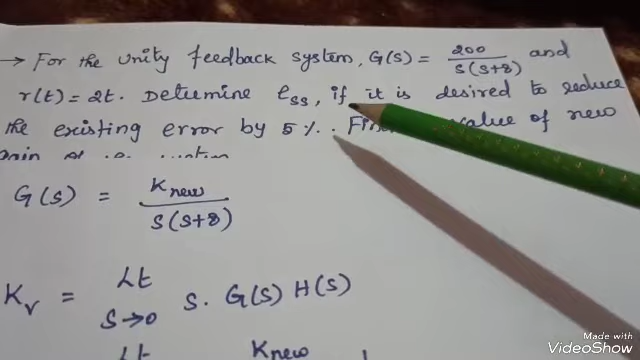 → For the unity feedback system, G(s) = 200 / s(s+8) and
r(t) = 2t. Determine ess, if it is desired to reduce
the existing error by 5%. value of new
G(s) = Knew / s(s+8)
Kv = Lt s→0 s. G(s) H(s)
Lt Knew
Made with
VideoShow